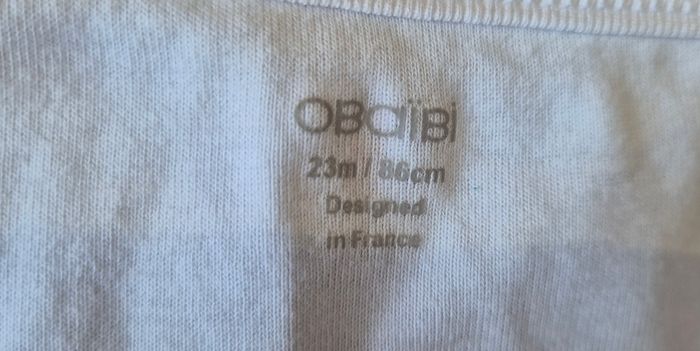 OBaïBi
23m / 86cm
Designed
in France